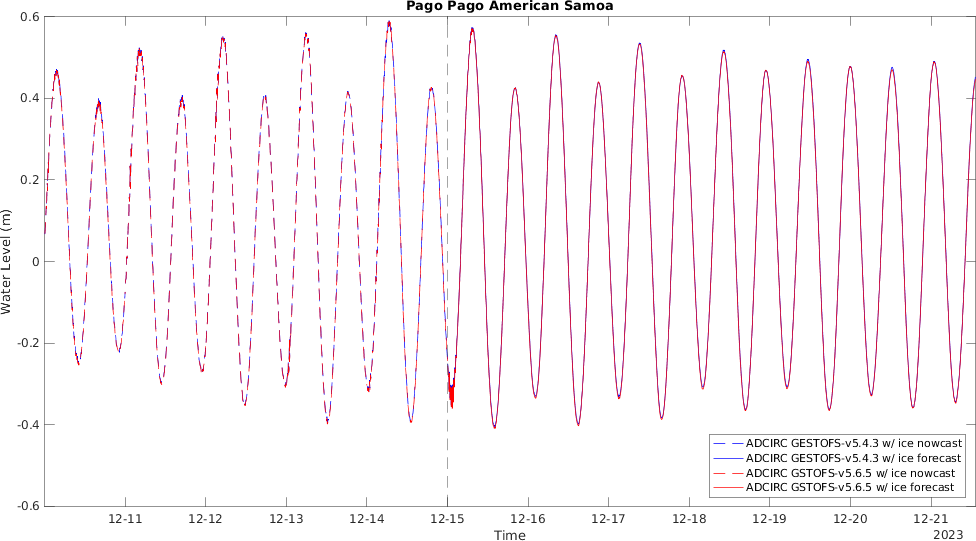 Pago Pago American Samoa
Water Level (m)
0.6
0.4
0.2
0
-0.2
-0.4
-0.6
12-11 12-12 12-13 12-14 12-15 12-16 12-17 12-18 12-19 12-20 12-21
Time
2023
ADCIRC GESTOFS-v5.4.3 w/ ice nowcast
ADCIRC GESTOFS-v5.4.3 w/ ice forecast
ADCIRC GSTOFS-v5.6.5 w/ ice nowcast
ADCIRC GSTOFS-v5.6.5 w/ ice forecast